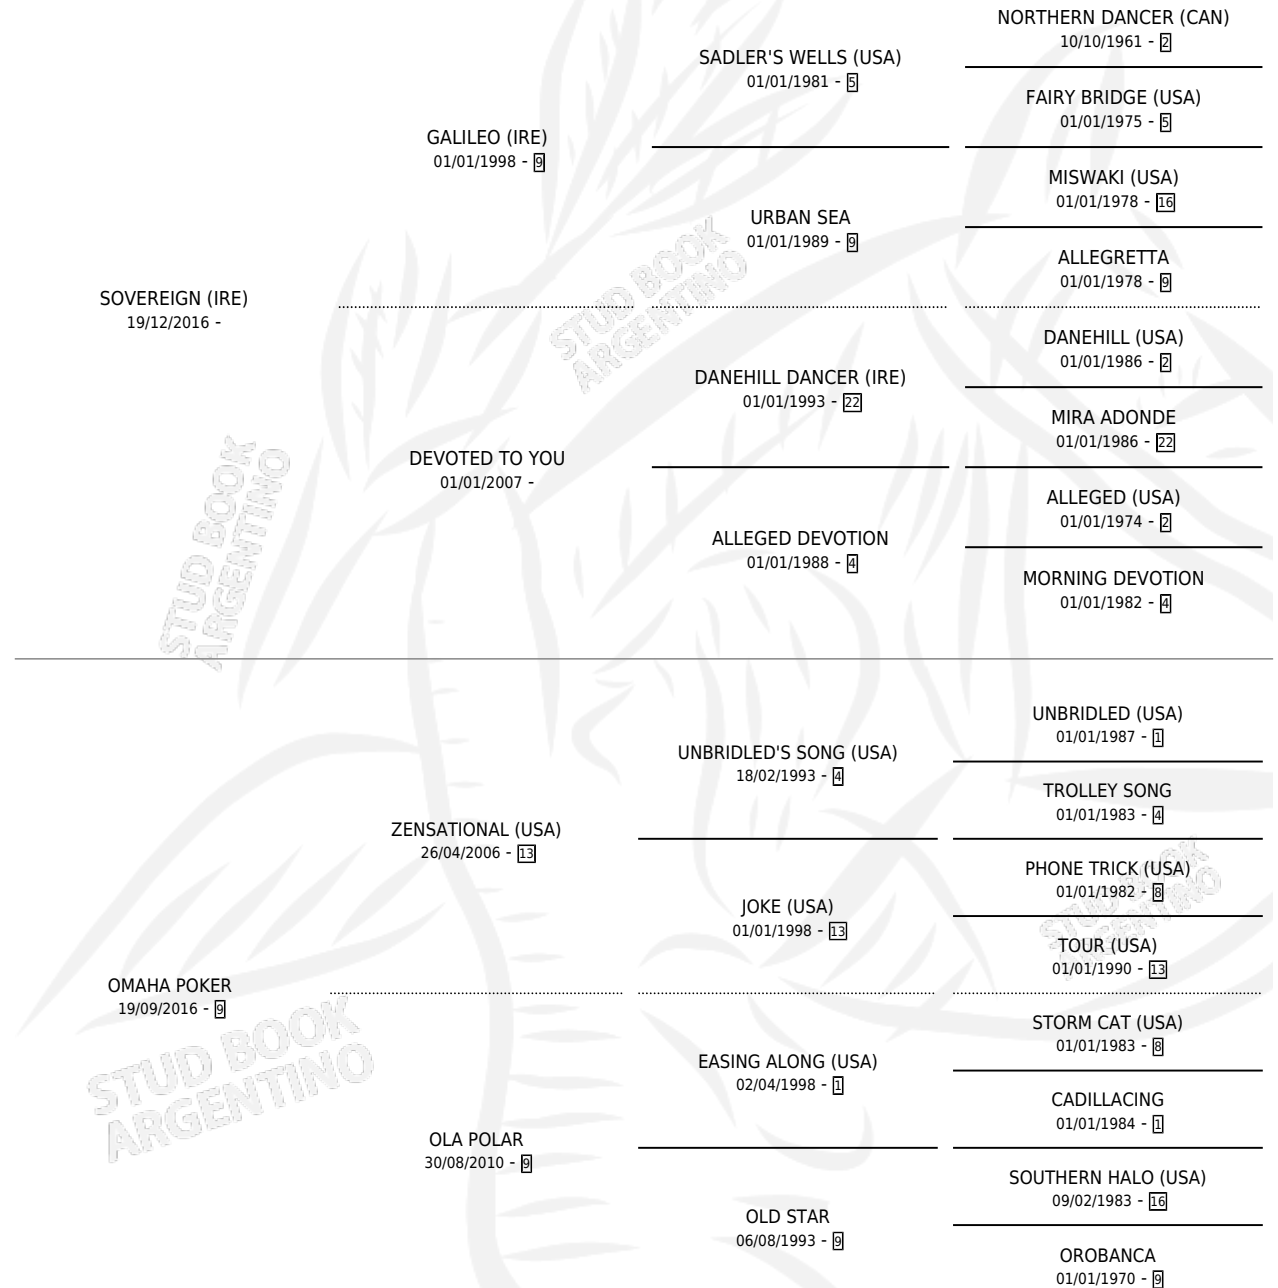 NORTHERN DANCER (CAN)
10/10/1961 - 2
SADLER'S WELLS (USA)
01/01/1981 - 5
FAIRY BRIDGE (USA)
01/01/1975 - 5
GALILEO (IRE)
01/01/1998 - 9
MISWAKI (USA)
01/01/1978 - 16
URBAN SEA
01/01/1989 - 9
ALLEGRETTA
01/01/1978 - 9
SOVEREIGN (IRE)
19/12/2016 -
STUD BOOK
ARGENTINO
DANEHILL (USA)
01/01/1986 - 2
DANEHILL DANCER (IRE)
01/01/1993 - 22
MIRA ADONDE
01/01/1986 - 22
DEVOTED TO YOU
01/01/2007 -
ALLEGED (USA)
01/01/1974 - 2
ALLEGED DEVOTION
01/01/1988 - 4
MORNING DEVOTION
01/01/1982 - 4
STUD BOOK
ARGENTINO
UNBRIDLED (USA)
01/01/1987 - 1
UNBRIDLED'S SONG (USA)
18/02/1993 - 4
TROLLEY SONG
01/01/1983 - 4
ZENSATIONAL (USA)
26/04/2006 - 13
PHONE TRICK (USA)
01/01/1982 - 8
JOKE (USA)
01/01/1998 - 13
STUD BOOK
ARGENTINO
TOUR (USA)
01/01/1990 - 13
OMAHA POKER
19/09/2016 - 9
STUD BOOK
ARGENTINO
STORM CAT (USA)
01/01/1983 - 8
EASING ALONG (USA)
02/04/1998 - 1
CADILLACING
01/01/1984 - 1
OLA POLAR
30/08/2010 - 9
SOUTHERN HALO (USA)
09/02/1983 - 16
OLD STAR
06/08/1993 - 9
OROBANCA
01/01/1970 - 9